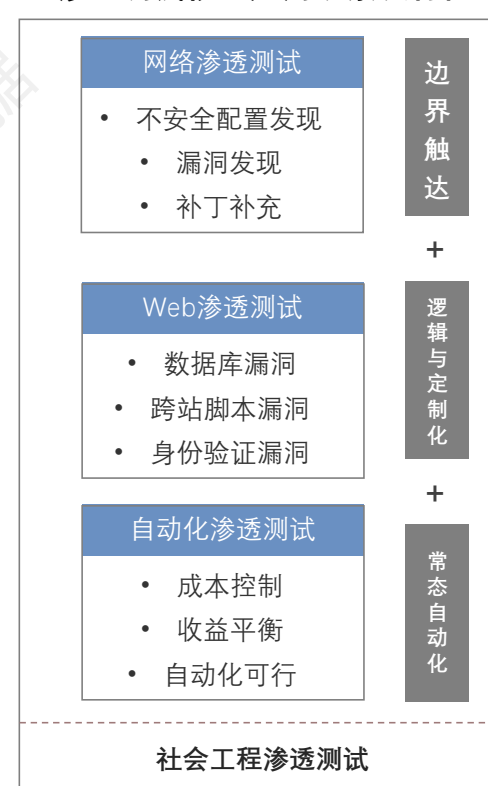 网络渗透测试
• 不安全配置发现
• 漏洞发现
• 补丁补充
边界触达
+
Web渗透测试
• 数据库漏洞
• 跨站脚本漏洞
• 身份验证漏洞
逻辑与定制化
+
自动化渗透测试
• 成本控制
• 收益平衡
• 自动化可行
常态自动化
社会工程渗透测试